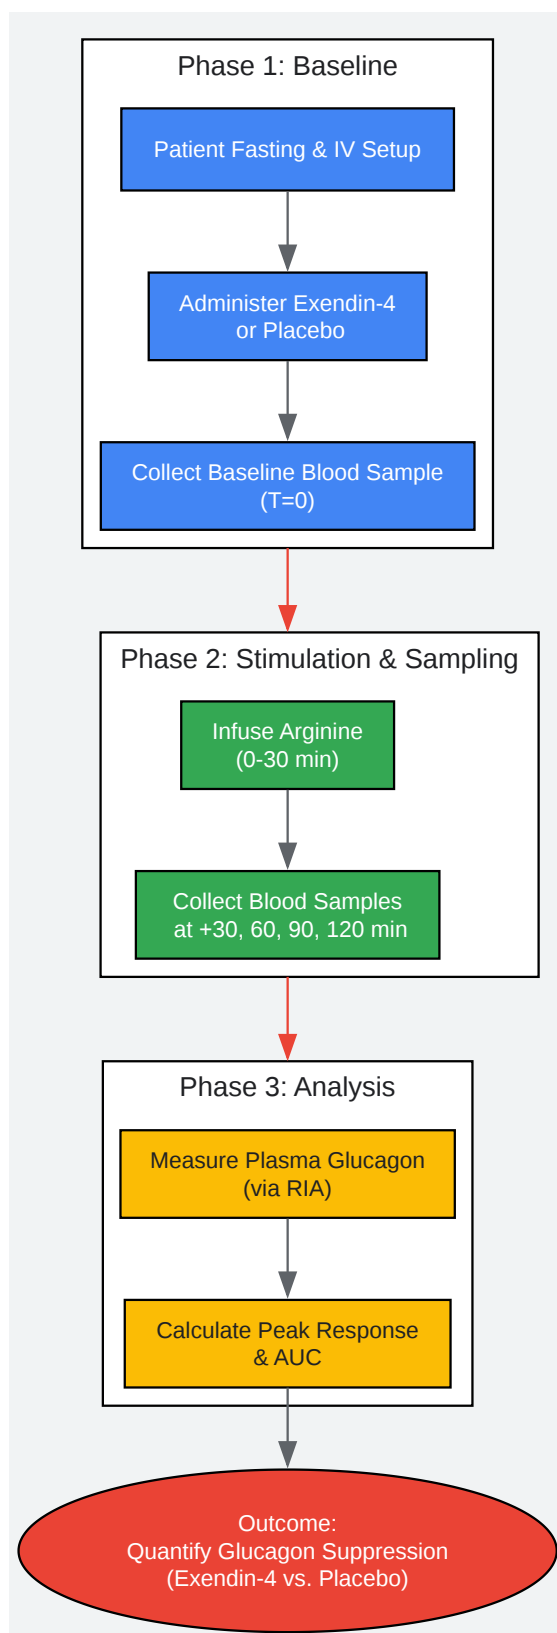 Phase 1: Baseline
Patient Fasting & IV Setup
Administer Exendin-4
or Placebo
Collect Baseline Blood Sample
(T=0)
Phase 2: Stimulation & Sampling
Infuse Arginine
(0-30 min)
Collect Blood Samples
at +30, 60, 90, 120 min
Phase 3: Analysis
Measure Plasma Glucagon
(via RIA)
Calculate Peak Response
& AUC
Outcome:
Quantify Glucagon Suppression
(Exendin-4 vs. Placebo)